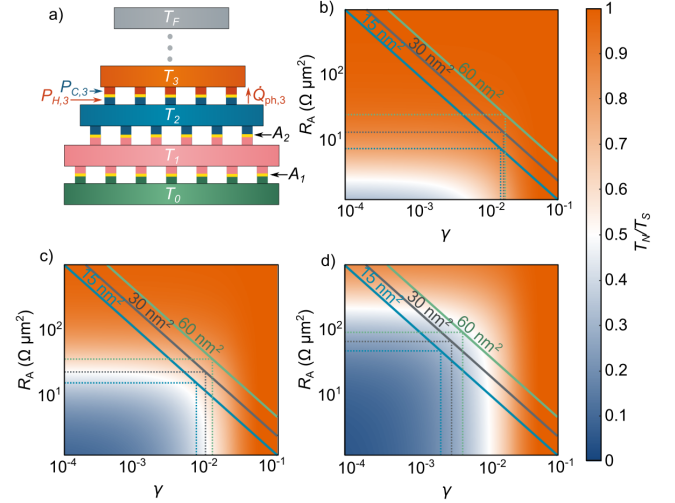 a)
T_F
T_3
P_{C,3}
P_{H,3}
Q̇_{ph,3}
T_2
A_2
T_1
A_1
T_0
b)
15 nm²
30 nm²
60 nm²
R_A (Ω μm²)
10²
10¹
10⁻⁴ 10⁻³ 10⁻² 10⁻¹
γ
c)
15 nm²
30 nm²
60 nm²
R_A (Ω μm²)
10²
10¹
10⁻⁴ 10⁻³ 10⁻² 10⁻¹
γ
d)
15 nm²
30 nm²
60 nm²
R_A (Ω μm²)
10²
10¹
10⁻⁴ 10⁻³ 10⁻² 10⁻¹
γ
1
0.9
0.8
0.7
0.6
0.5
0.4
0.3
0.2
0.1
0
T_N/T_S